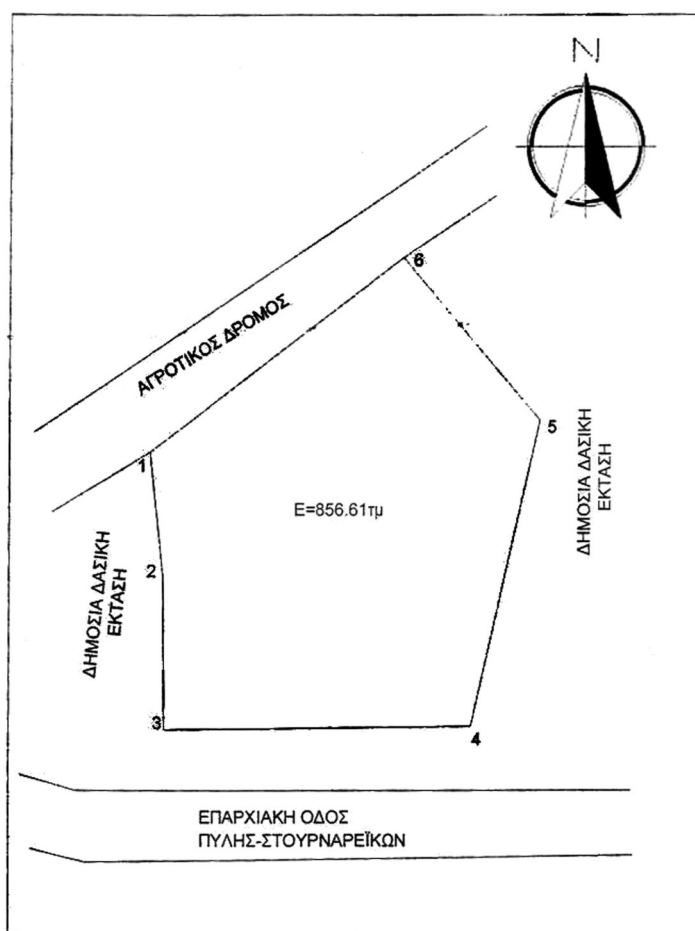 N
6
ΑΓΡΟΤΙΚΟΣ ΔΡΟΜΟΣ
5
ΔΗΜΟΣΙΑ ΔΑΣΙΚΗ
ΕΚΤΑΣΗ
1
Ε=856.61τμ
2
ΔΗΜΟΣΙΑ ΔΑΣΙΚΗ
ΕΚΤΑΣΗ
3
4
ΕΠΑΡΧΙΑΚΗ ΟΔΟΣ
ΠΥΛΗΣ-ΣΤΟΥΡΝΑΡΕΪΚΩΝ